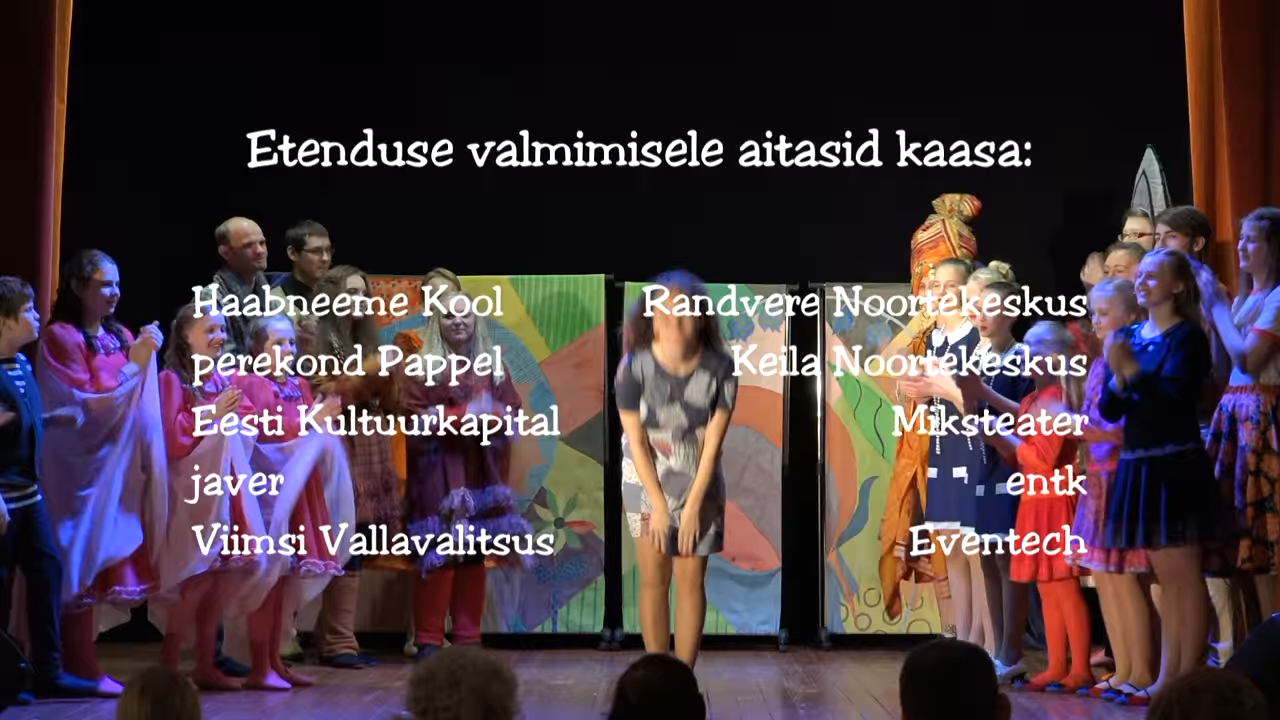 Etenduse valmimisele aitasid kaasa:
Haabneeme Kool
perekond Pappel
Eesti Kultuurkapital
javer
Viimsi Vallavalitsus
Randvere Noortekeskus
Keila Noortekeskus
Miksteater
entk
Eventech